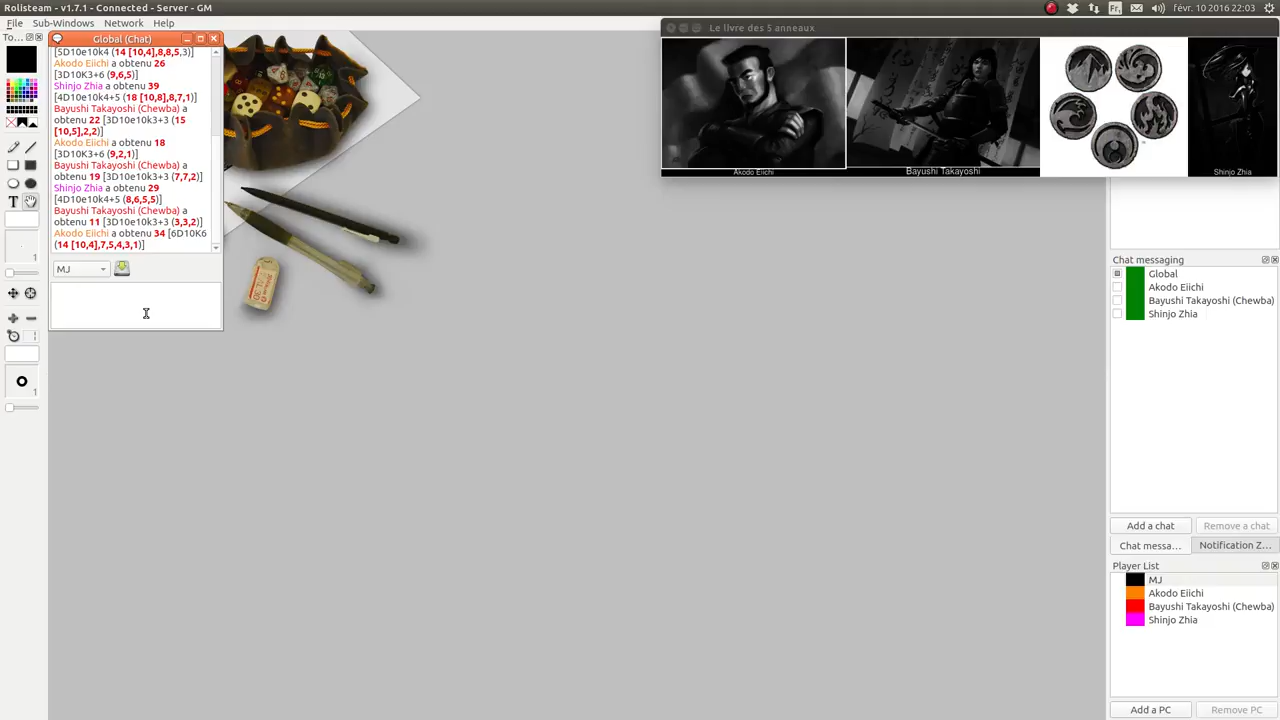 Rolisteam - v1.7.1 - Connected - Server - GM
Fr
févr. 10 2016 22:03
File Sub-Windows Network Help
To...
Global (Chat)
[5D10e10k4 (14 [10,4],8,8,5,3)]
Akodo Eiichi a obtenu 26
[3D10K3+6 (9,6,5)]
Shinjo Zhia a obtenu 39
[4D10e10k4+5 (18 [10,8],8,7,1)]
Bayushi Takayoshi (Chewba) a
obtenu 22 [3D10e10k3+3 (15
[10,5],2,2)]
Akodo Eiichi a obtenu 18
[3D10K3+6 (9,2,1)]
Bayushi Takayoshi (Chewba) a
obtenu 19 [3D10e10k3+3 (7,7,2)]
Shinjo Zhia a obtenu 29
[4D10e10k4+5 (8,6,5,5)]
Bayushi Takayoshi (Chewba) a
obtenu 11 [3D10e10k3+3 (3,3,2)]
Akodo Eiichi a obtenu 34 [6D10K6
(14 [10,4],7,5,4,3,1)]
MJ
T
1
1
Le livre des 5 anneaux
Akodo Eiichi
Bayushi Takayoshi
Shinjo Zhia
Chat messaging
Global
Akodo Eiichi
Bayushi Takayoshi (Chewba)
Shinjo Zhia
Add a chat Remove a chat
Chat messa... Notification Z...
Player List
MJ
Akodo Eiichi
Bayushi Takayoshi (Chewba)
Shinjo Zhia
Add a PC Remove PC